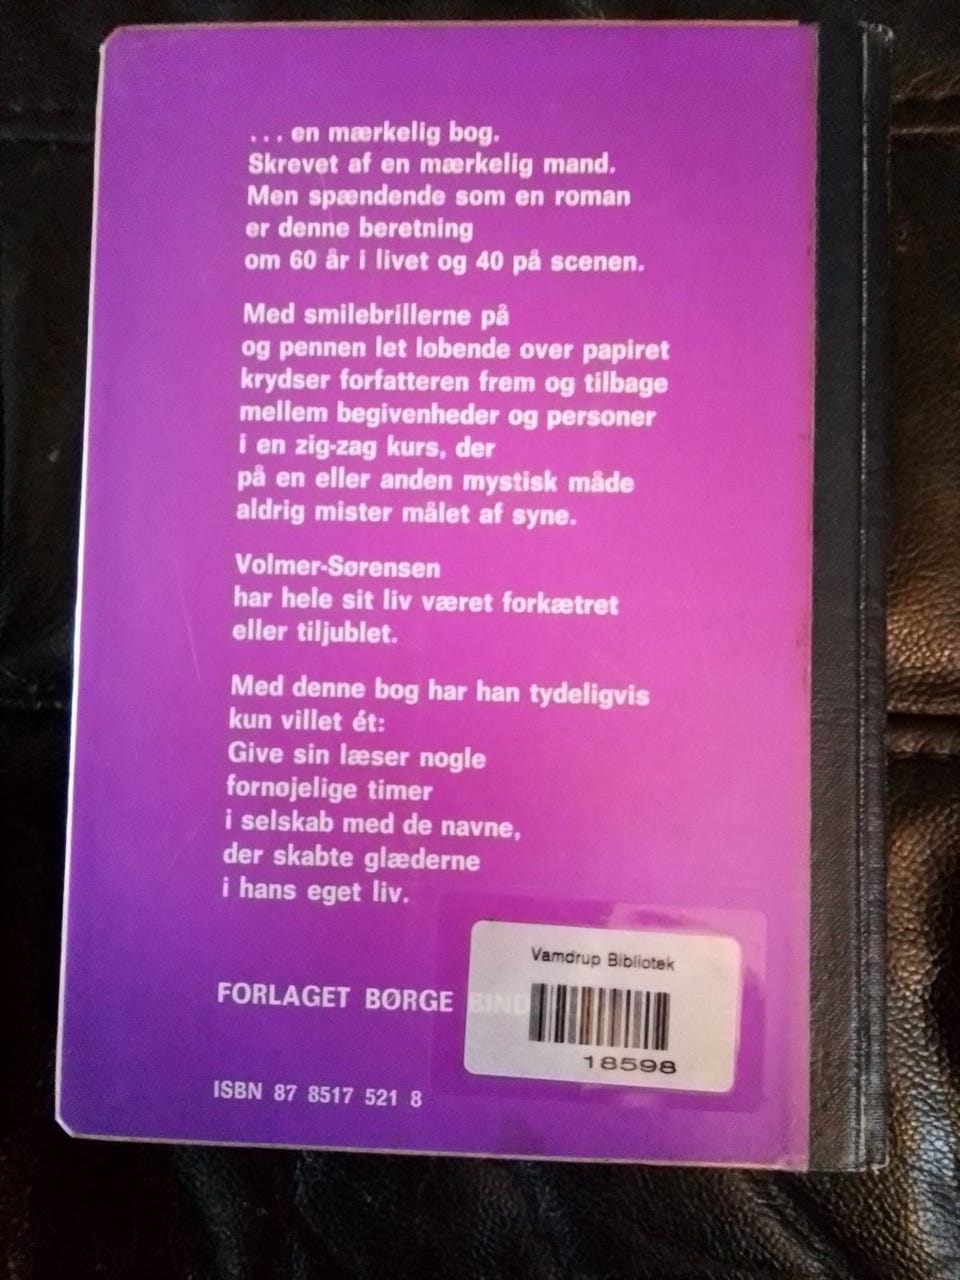 ... en mærkelig bog.
Skrevet af en mærkelig mand.
Men spændende som en roman
er denne beretning
om 60 år i livet og 40 på scenen.
Med smilebrillerne på
og pennen let løbende over papiret
krydser forfatteren frem og tilbage
mellem begivenheder og personer
i en zig-zag kurs, der
på en eller anden mystisk måde
aldrig mister målet af syne.
Volmer-Sørensen
har hele sit liv været forkætret
eller tiljublet.
Med denne bog har han tydeligvis
kun villet ét:
Give sin læser nogle
fornøjelige timer
i selskab med de navne,
der skabte glæderne
i hans eget liv.
FORLAGET BØRGE BIND
Vamdrup Bibliotek
18598
ISBN 87 8517 521 8